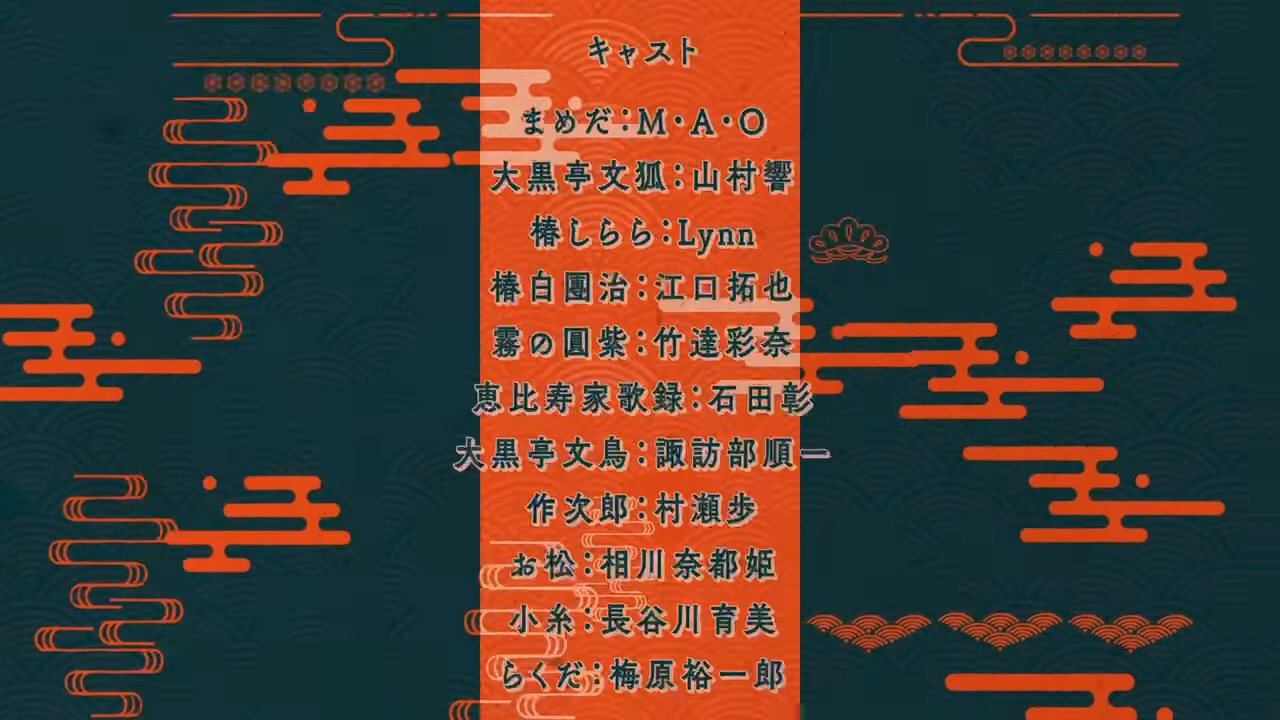 キャスト
まめだ：M・A・O
大黒亭文狐：山村響
椿しらら：Lynn
椿白團治：江口拓也
霧の圓紫：竹達彩奈
恵比寿家歌録：石田彰
大黒亭文鳥：諏訪部順一
作次郎：村瀬歩
お松：相川奈都姫
小糸：長谷川育美
らくだ：梅原裕一郎